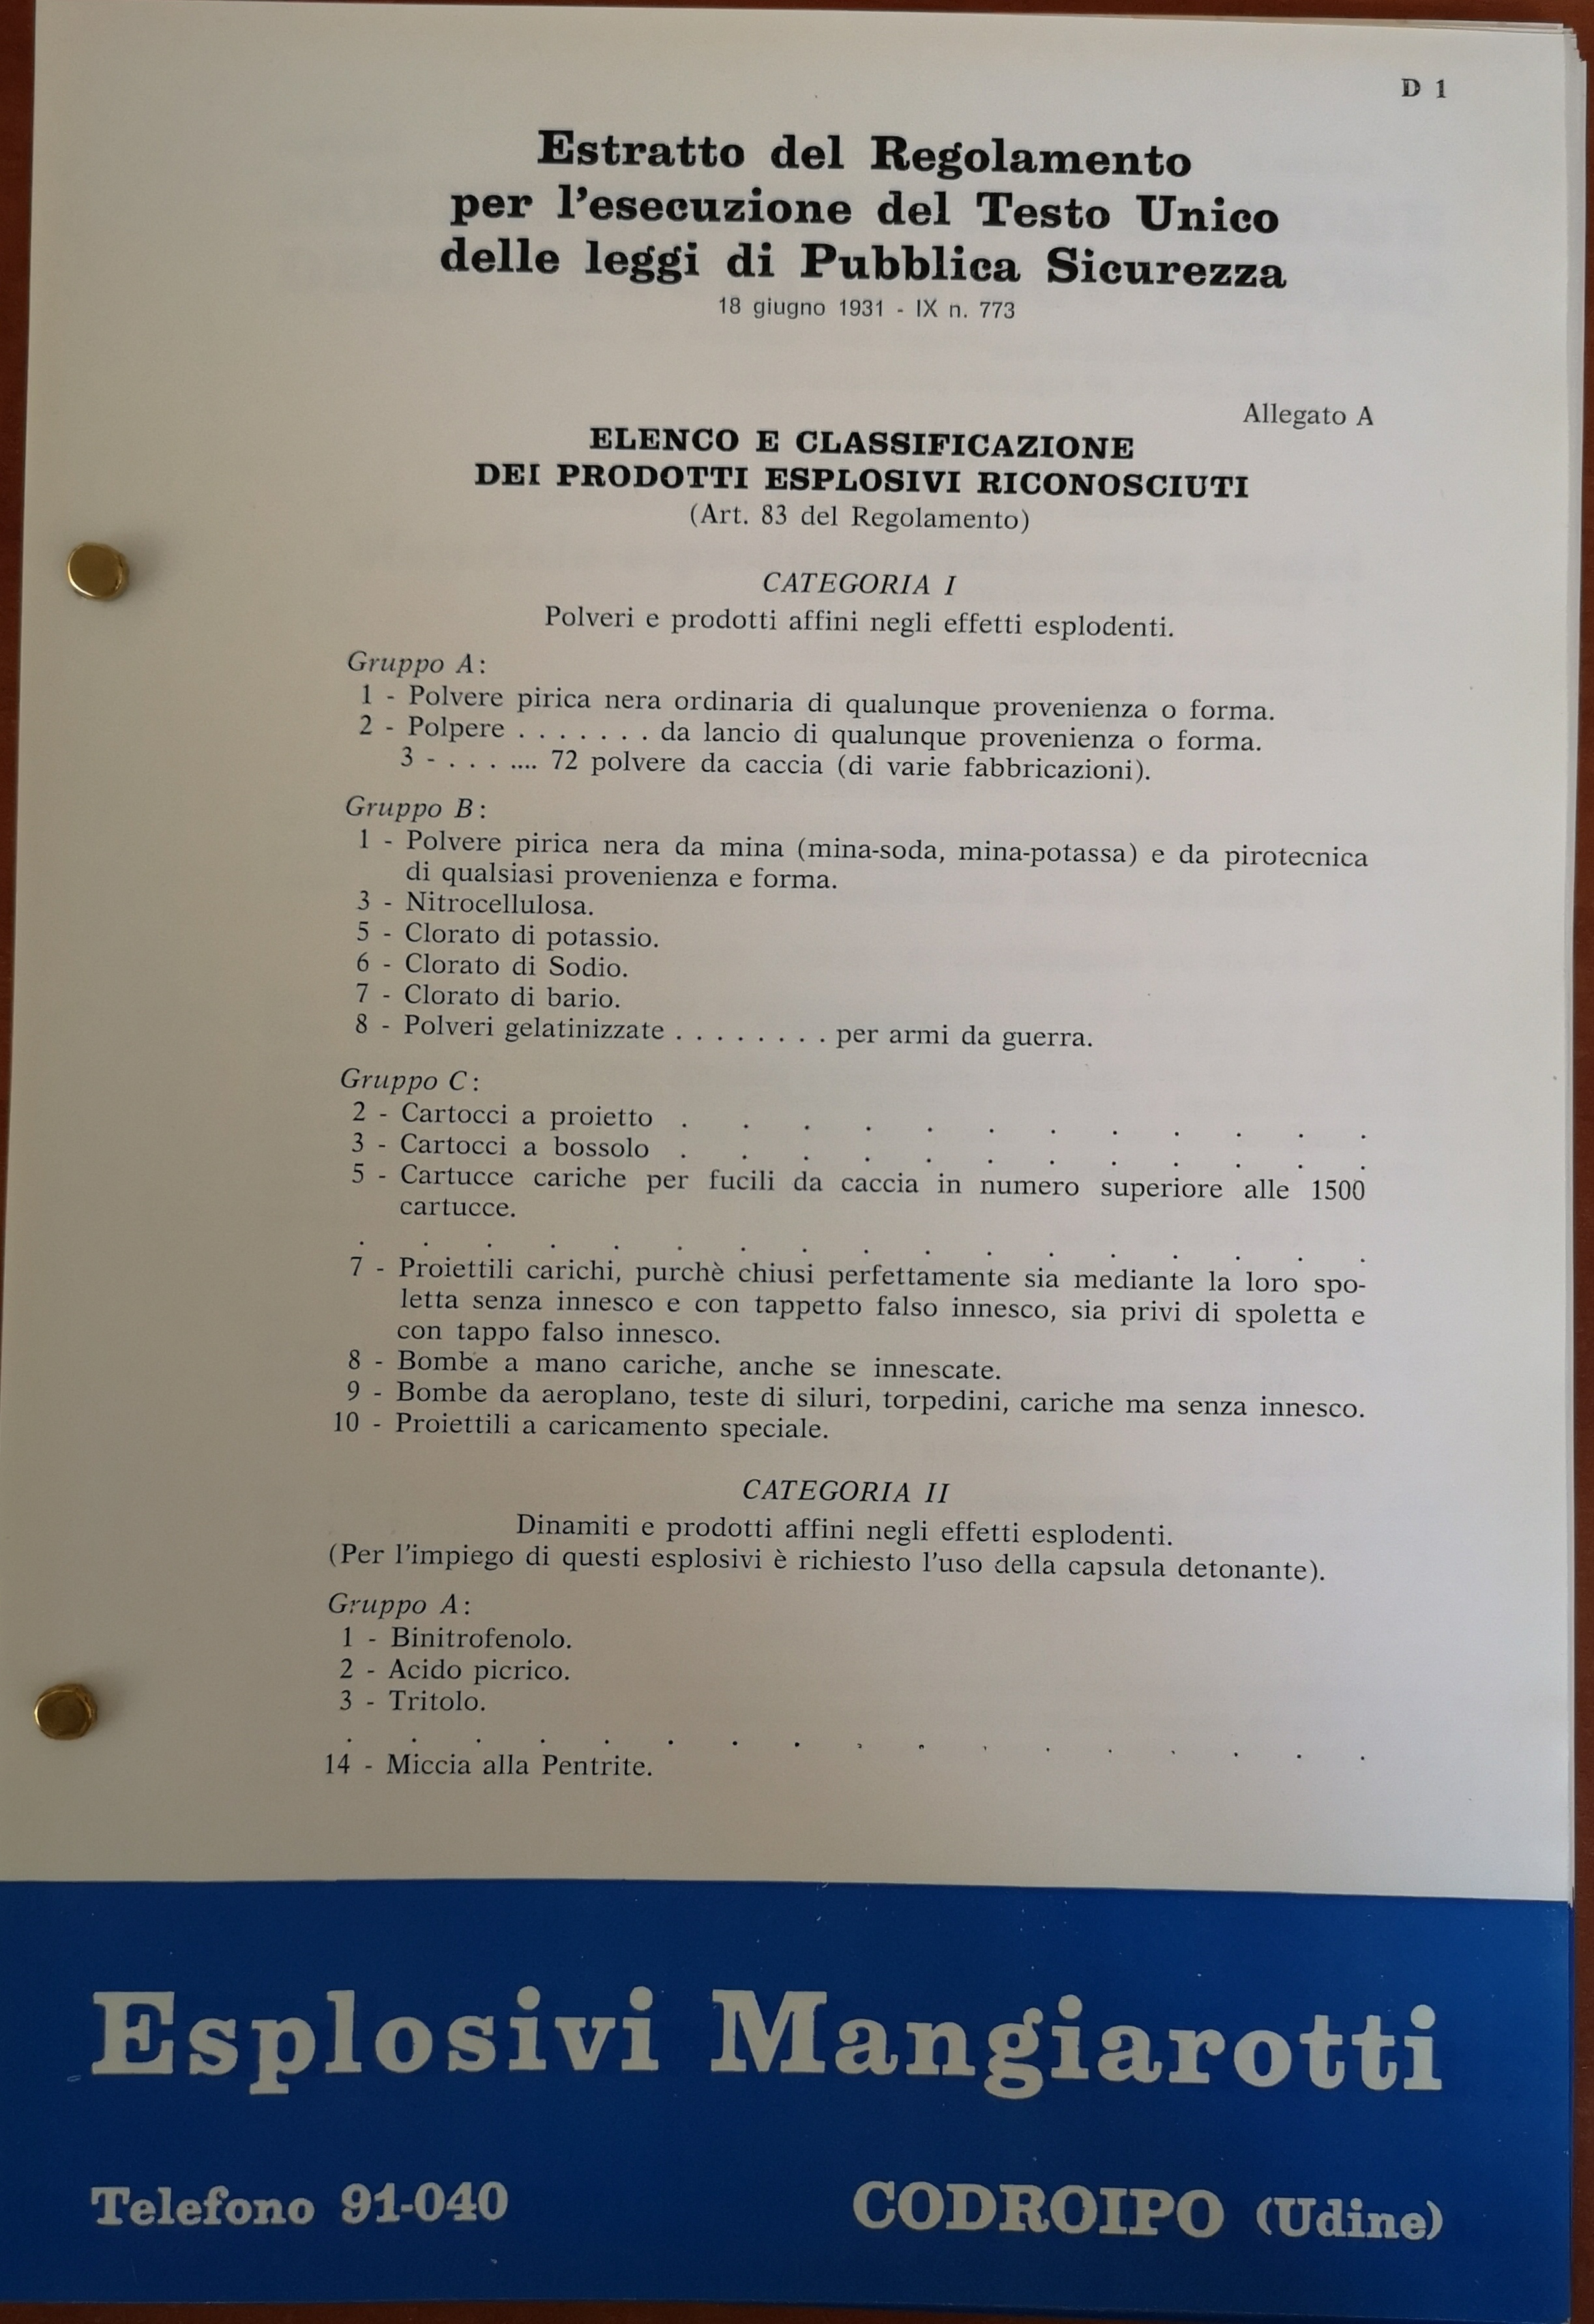 D 1
Estratto del Regolamento
per l'esecuzione del Testo Unico
delle leggi di Pubblica Sicurezza
18 giugno 1931 - IX n. 773
Allegato A
ELENCO E CLASSIFICAZIONE
DEI PRODOTTI ESPLOSIVI RICONOSCIUTI
(Art. 83 del Regolamento)
CATEGORIA I
Polveri e prodotti affini negli effetti esplodenti.
Gruppo A:
1 - Polvere pirica nera ordinaria di qualunque provenienza o forma.
2 - Polpere . . . . . . . da lancio di qualunque provenienza o forma.
3 - . . . .... 72 polvere da caccia (di varie fabbricazioni).
Gruppo B:
1 - Polvere pirica nera da mina (mina-soda, mina-potassa) e da pirotecnica
di qualsiasi provenienza e forma.
3 - Nitrocellulosa.
5 - Clorato di potassio.
6 - Clorato di Sodio.
7 - Clorato di bario.
8 - Polveri gelatinizzate . . . . . . . . per armi da guerra.
Gruppo C:
2 - Cartocci a proietto . . . . . . . . . . . .
3 - Cartocci a bossolo . . . . . . . . . . . .
5 - Cartucce cariche per fucili da caccia in numero superiore alle 1500
cartucce.
. . . . . . . . . . . . . . . . .
7 - Proiettili carichi, purchè chiusi perfettamente sia mediante la loro spo-
letta senza innesco e con tappetto falso innesco, sia privi di spoletta e
con tappo falso innesco.
8 - Bombe a mano cariche, anche se innescate.
9 - Bombe da aeroplano, teste di siluri, torpedini, cariche ma senza innesco.
10 - Proiettili a caricamento speciale.
CATEGORIA II
Dinamiti e prodotti affini negli effetti esplodenti.
(Per l'impiego di questi esplosivi è richiesto l'uso della capsula detonante).
Gruppo A:
1 - Binitrofenolo.
2 - Acido picrico.
3 - Tritolo.
. . . . . . . . . . . . . . . . .
14 - Miccia alla Pentrite.
Esplosivi Mangiarotti
Telefono 91-040 CODROIPO (Udine)